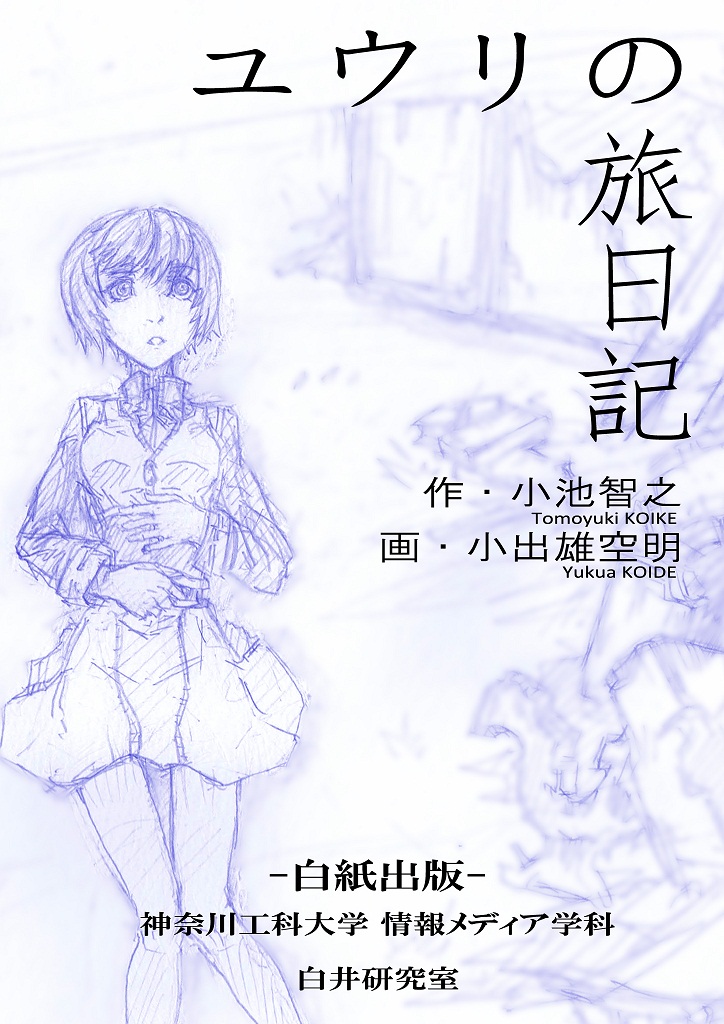 ユウリの旅日記
作・小池智之
Tomoyuki KOIKE
画・小出雄空明
Yukua KOIDE
-白紙出版-
神奈川工科大学 情報メディア学科
白井研究室